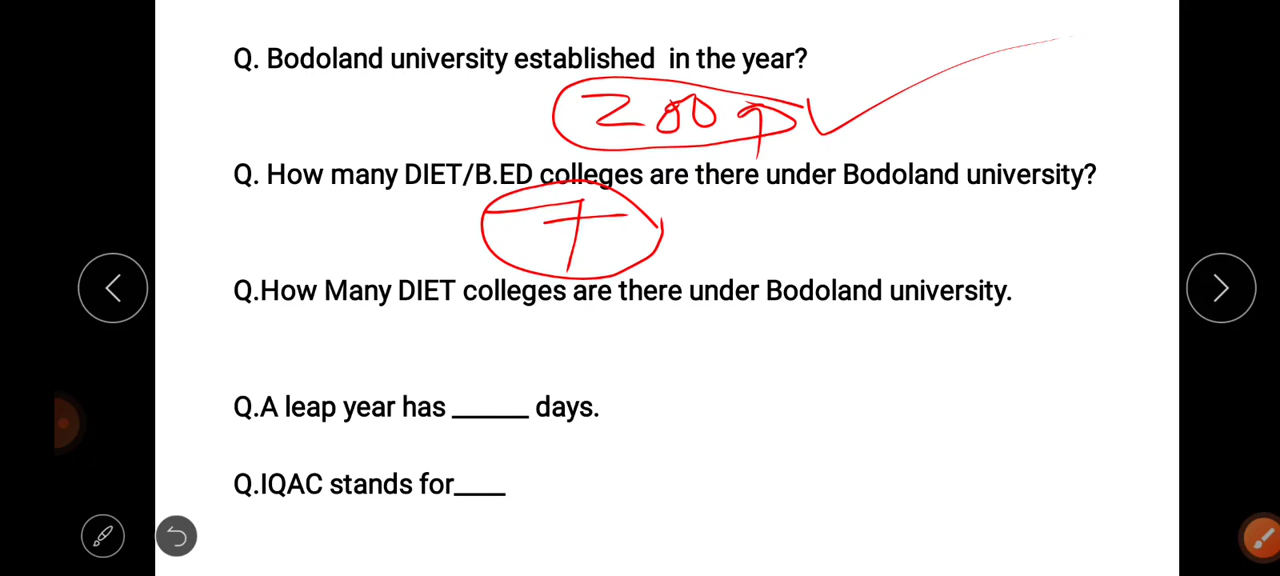 Q. Bodoland university established in the year?
2009
Q. How many DIET/B.ED colleges are there under Bodoland university?
7
Q.How Many DIET colleges are there under Bodoland university.
Q.A leap year has ______ days.
Q.IQAC stands for____